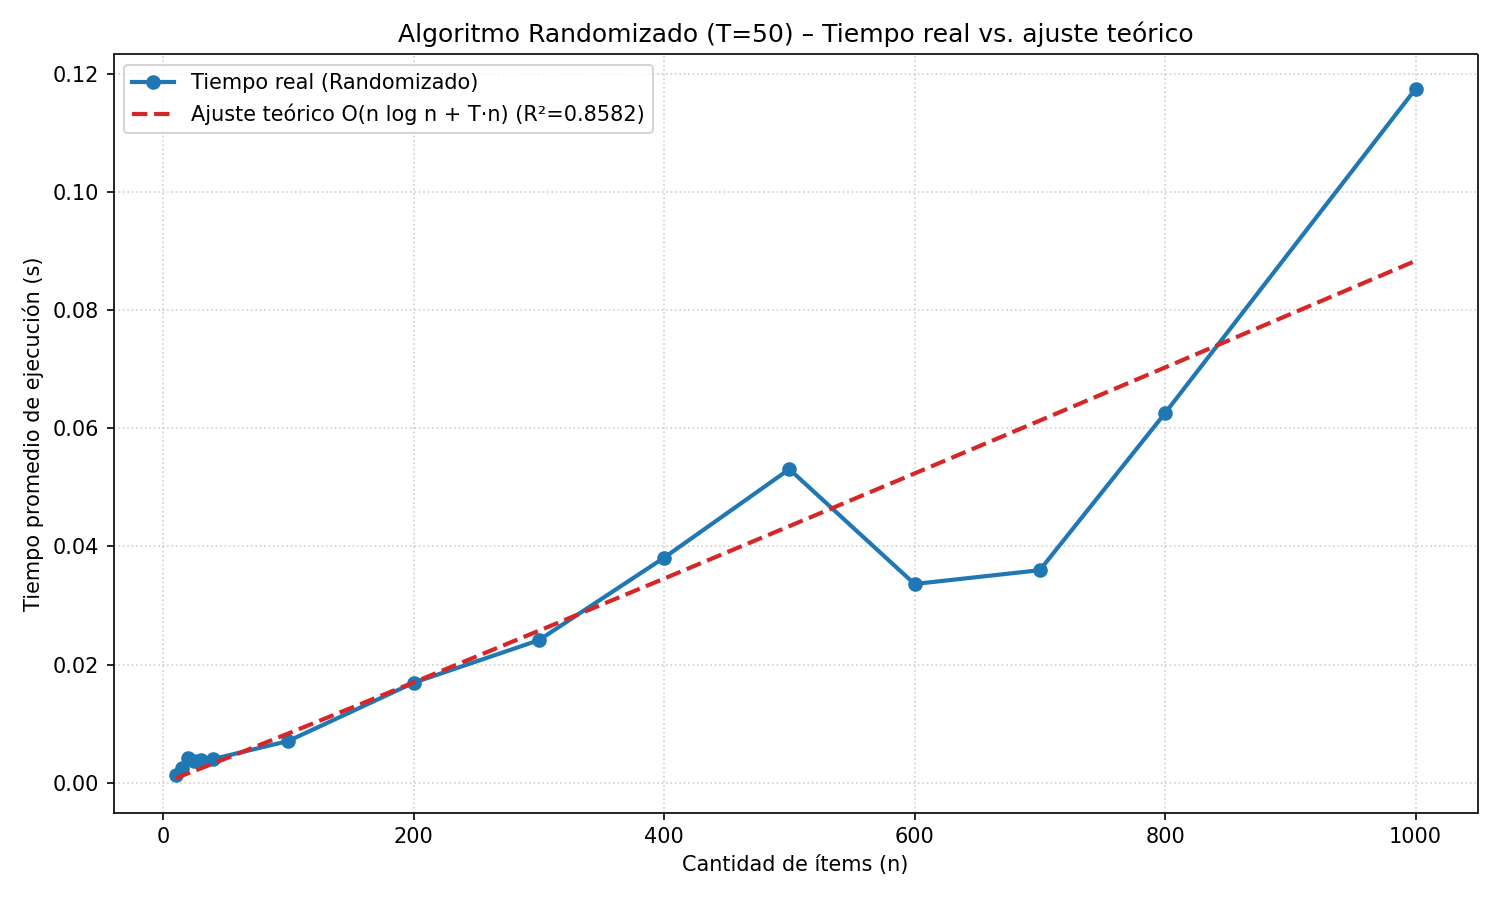 Algoritmo Randomizado (T=50) – Tiempo real vs. ajuste teórico
Tiempo real (Randomizado)
Ajuste teórico O(n log n + T·n) (R²=0.8582)
Tiempo promedio de ejecución (s)
0.12
0.10
0.08
0.06
0.04
0.02
0.00
0
200
400
600
800
1000
Cantidad de ítems (n)